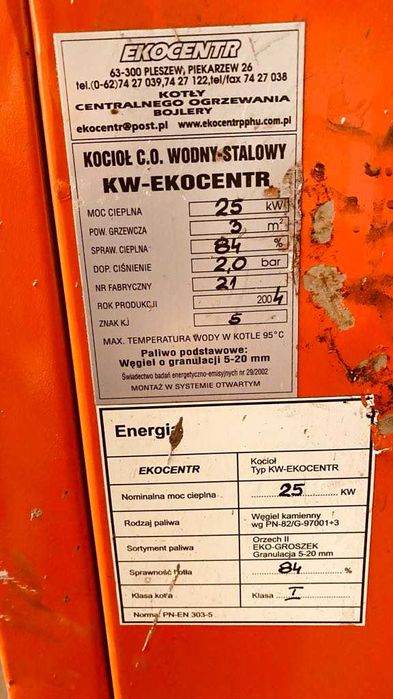 EKOCENTR
63-300 PLESZEW, PIEKARZEW 26
tel.(0-62)74 27 039,74 27 122,tel/fax 74 27 038
KOTŁY
CENTRALNEGO OGRZEWANIA
BOJLERY
ekocentr@post.pl www.ekocentrpphu.com.pl
KOCIOŁ C.O. WODNY-STALOWY
KW-EKOCENTR
MOC CIEPLNA 25 kW
POW. GRZEWCZA 3 m²
SPRAW. CIEPLNA 84 %
DOP. CIŚNIENIE 2,0 bar
NR FABRYCZNY 21
ROK PRODUKCJI 2004
ZNAK KJ 5
MAX. TEMPERATURA WODY W KOTLE 95°C
Paliwo podstawowe:
Węgiel o granulacji 5-20 mm
Świadectwo badań energetyczno-emisyjnych nr 29/2002
MONTAŻ W SYSTEMIE OTWARTYM
Energia
EKOCENTR Kocioł
Typ KW-EKOCENTR
Nominalna moc cieplna 25 KW
Rodzaj paliwa Węgiel kamienny
wg PN-82/G-97001÷3
Sortyment paliwa Orzech II
EKO-GROSZEK
Granulacja 5-20 mm
Sprawność kotła 84 %
Klasa kotła Klasa I
Norma: PN-EN 303-5